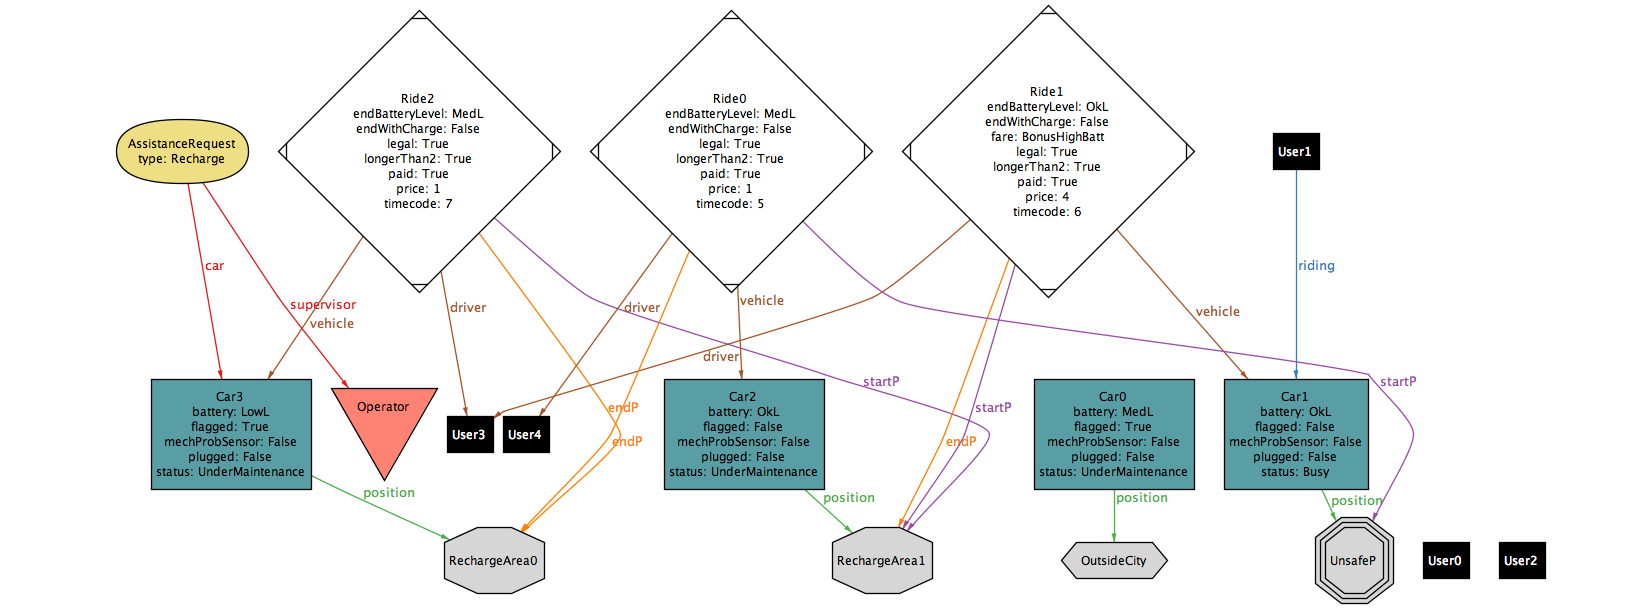 Ride2
endBatteryLevel: MedL
endWithCharge: False
legal: True
longerThan2: True
paid: True
price: 1
timecode: 7
Ride0
endBatteryLevel: MedL
endWithCharge: False
legal: True
longerThan2: True
paid: True
price: 1
timecode: 5
Ride1
endBatteryLevel: OkL
endWithCharge: False
fare: BonusHighBatt
legal: True
longerThan2: True
paid: True
price: 4
timecode: 6
AssistanceRequest
type: Recharge
User1
car
riding
supervisor
vehicle
driver
driver
vehicle
vehicle
driver
startP
startP
Car3
battery: LowL
flagged: True
mechProbSensor: False
plugged: False
status: UnderMaintenance
Operator
User3
User4
endP
endP
Car2
battery: OkL
flagged: False
mechProbSensor: False
plugged: False
status: UnderMaintenance
startP
endP
Car0
battery: MedL
flagged: True
mechProbSensor: False
plugged: False
status: UnderMaintenance
Car1
battery: OkL
flagged: False
mechProbSensor: False
plugged: False
status: Busy
position
position
position
position
RechargeArea0
RechargeArea1
OutsideCity
UnsafeP
User0
User2